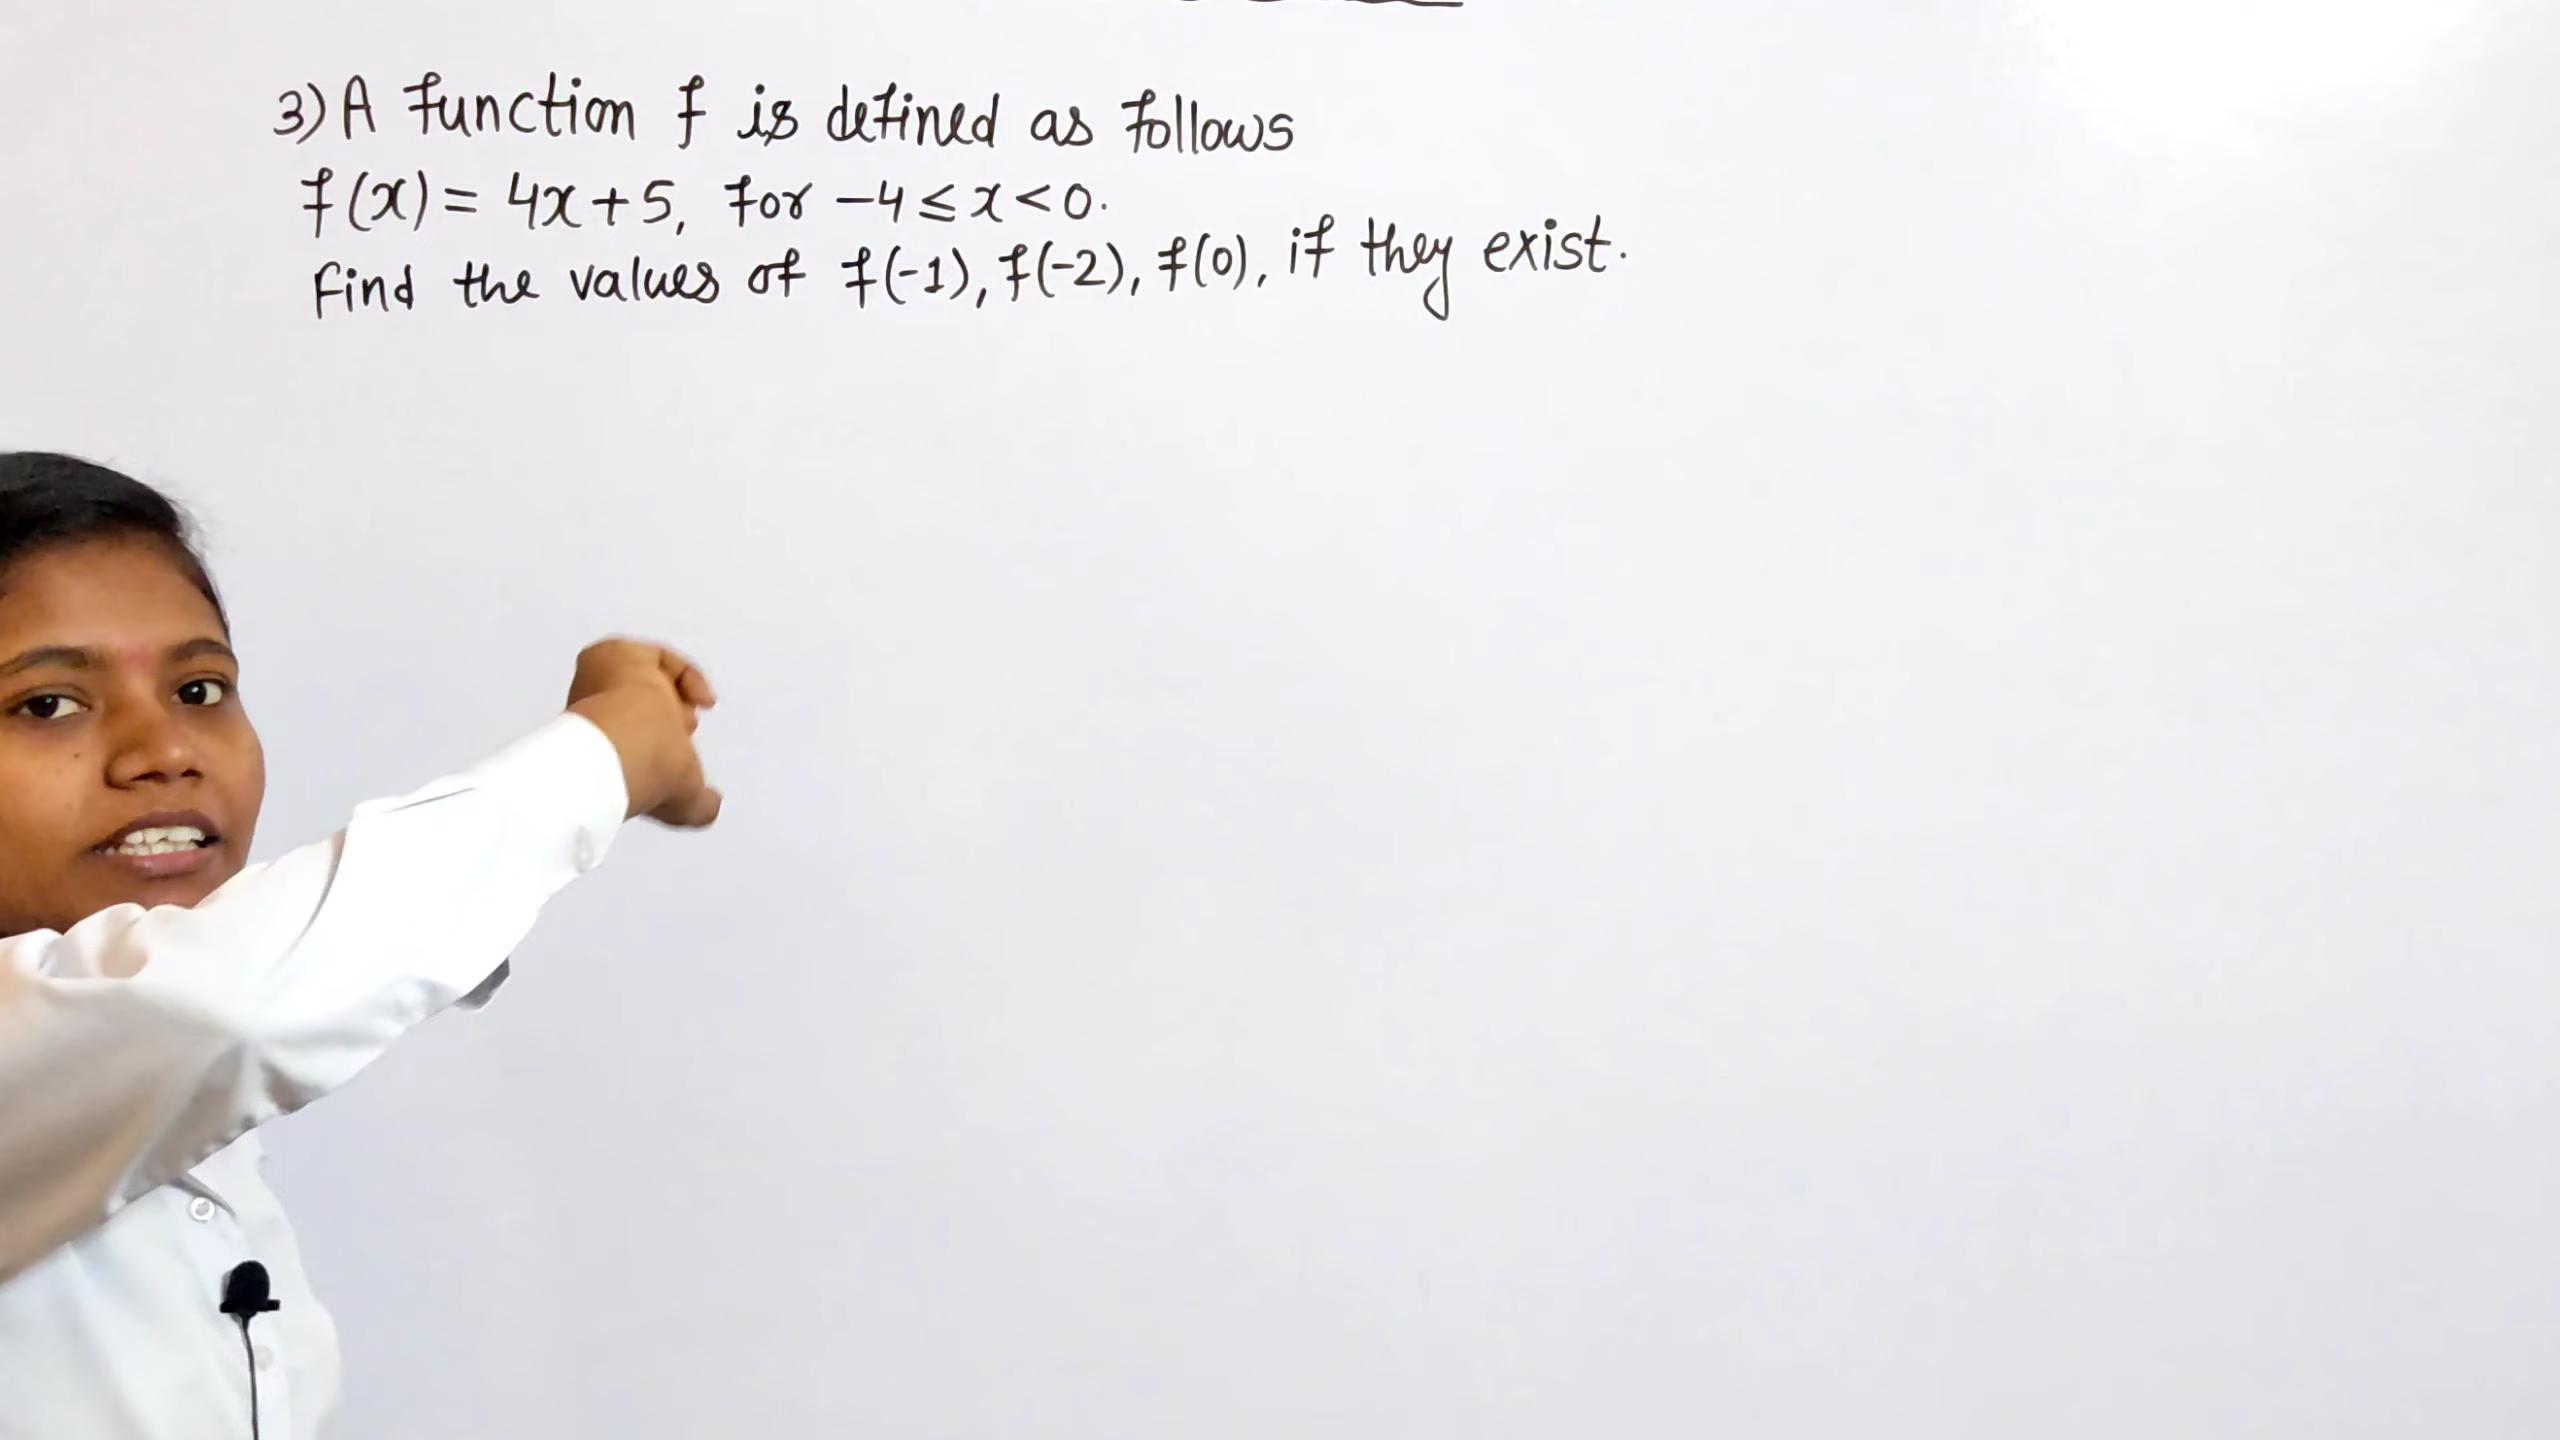 3) A function f is defined as follows
f(x) = 4x+5, for -4 ≤ x < 0.
Find the values of f(-1), f(-2), f(0), if they exist.